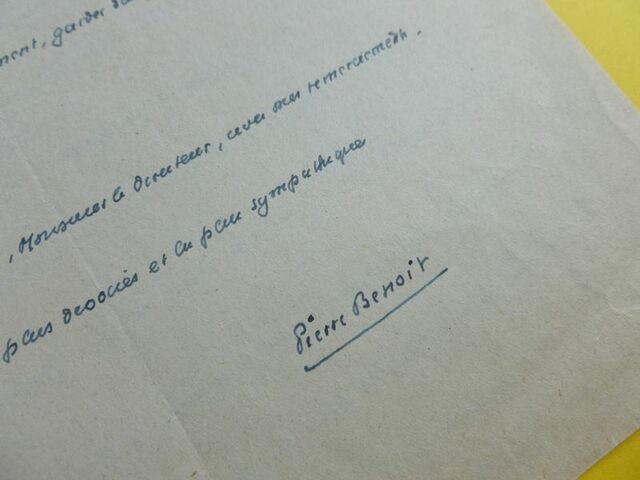 ment, garder
, Monsieur le Directeur, avec mes remerciements.
plus dévoués et la plus sympathique
Pierre Benoit